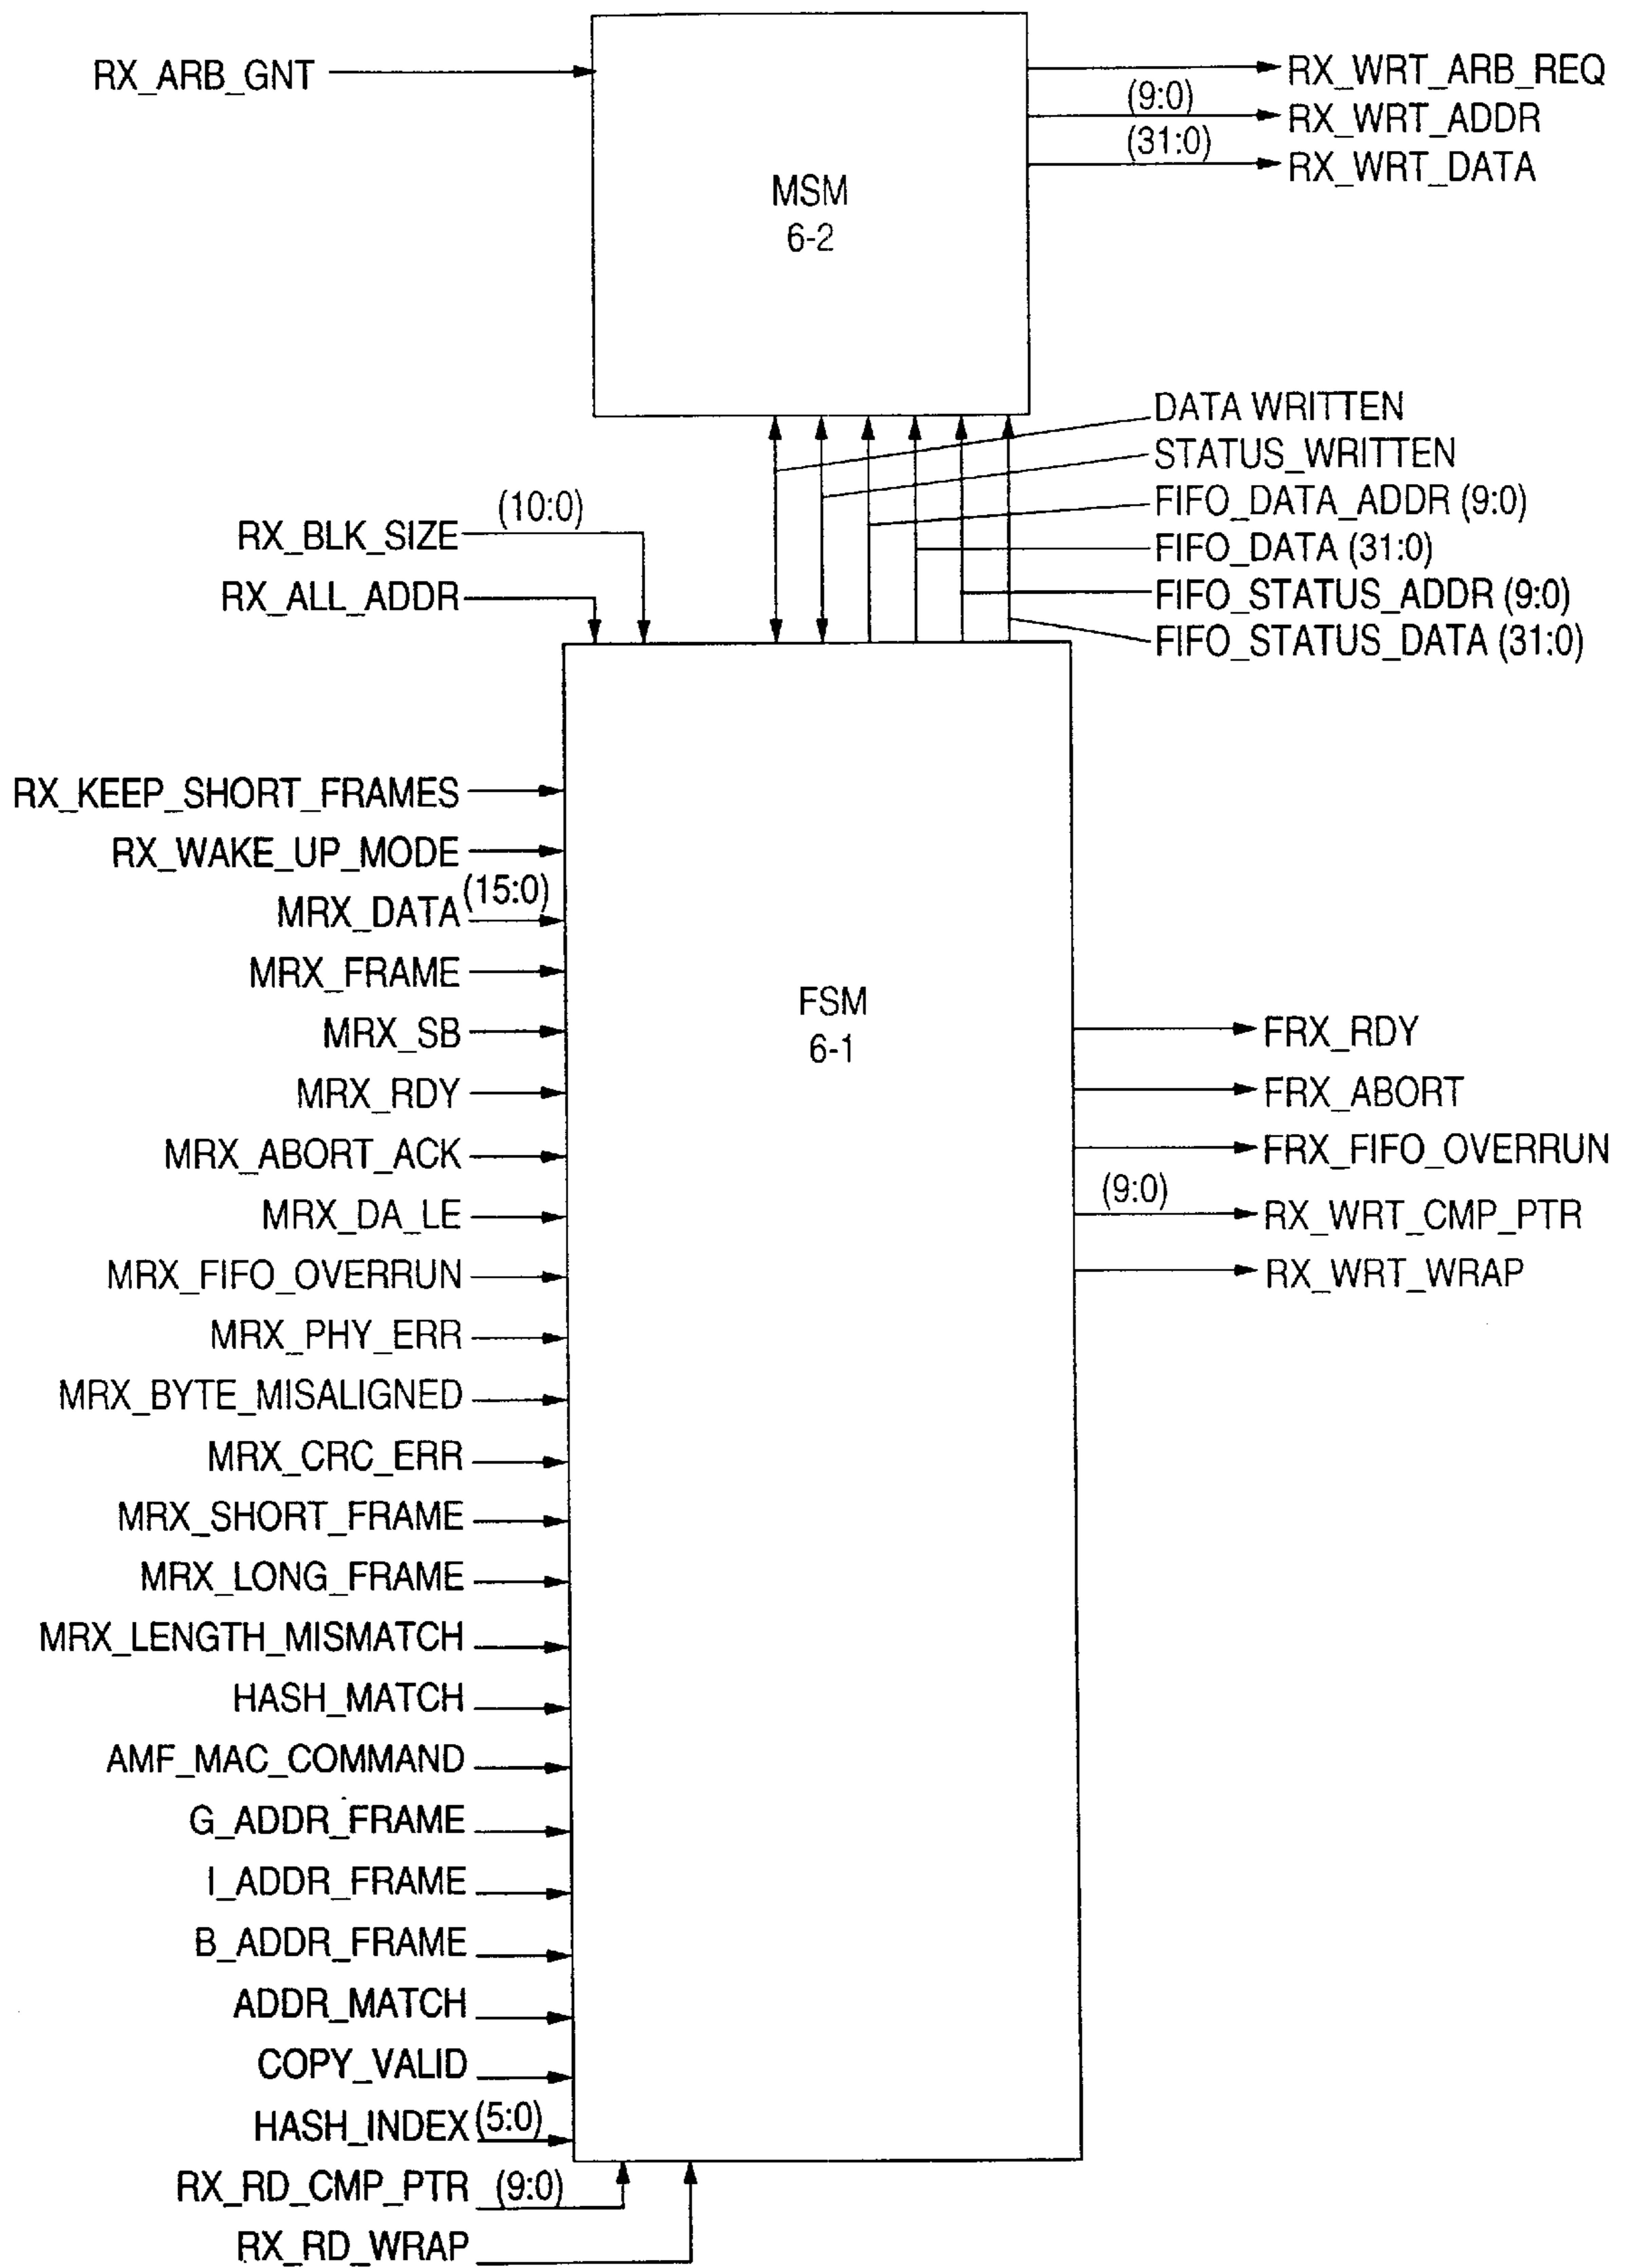 RX_ARB_GNT
RX_WRT_ARB_REQ
(9:0)
RX_WRT_ADDR
(31:0)
RX_WRT_DATA
MSM
6-2
DATA WRITTEN
STATUS_WRITTEN
FIFO_DATA_ADDR (9:0)
FIFO_DATA (31:0)
FIFO_STATUS_ADDR (9:0)
FIFO_STATUS_DATA (31:0)
RX_BLK_SIZE (10:0)
RX_ALL_ADDR
RX_KEEP_SHORT_FRAMES
RX_WAKE_UP_MODE
MRX_DATA (15:0)
MRX_FRAME
MRX_SB
MRX_RDY
MRX_ABORT_ACK
MRX_DA_LE
MRX_FIFO_OVERRUN
MRX_PHY_ERR
MRX_BYTE_MISALIGNED
MRX_CRC_ERR
MRX_SHORT_FRAME
MRX_LONG_FRAME
MRX_LENGTH_MISMATCH
HASH_MATCH
AMF_MAC_COMMAND
G_ADDR_FRAME
I_ADDR_FRAME
B_ADDR_FRAME
ADDR_MATCH
COPY_VALID
HASH_INDEX (5:0)
RX_RD_CMP_PTR (9:0)
RX_RD_WRAP
FSM
6-1
FRX_RDY
FRX_ABORT
FRX_FIFO_OVERRUN
(9:0)
RX_WRT_CMP_PTR
RX_WRT_WRAP